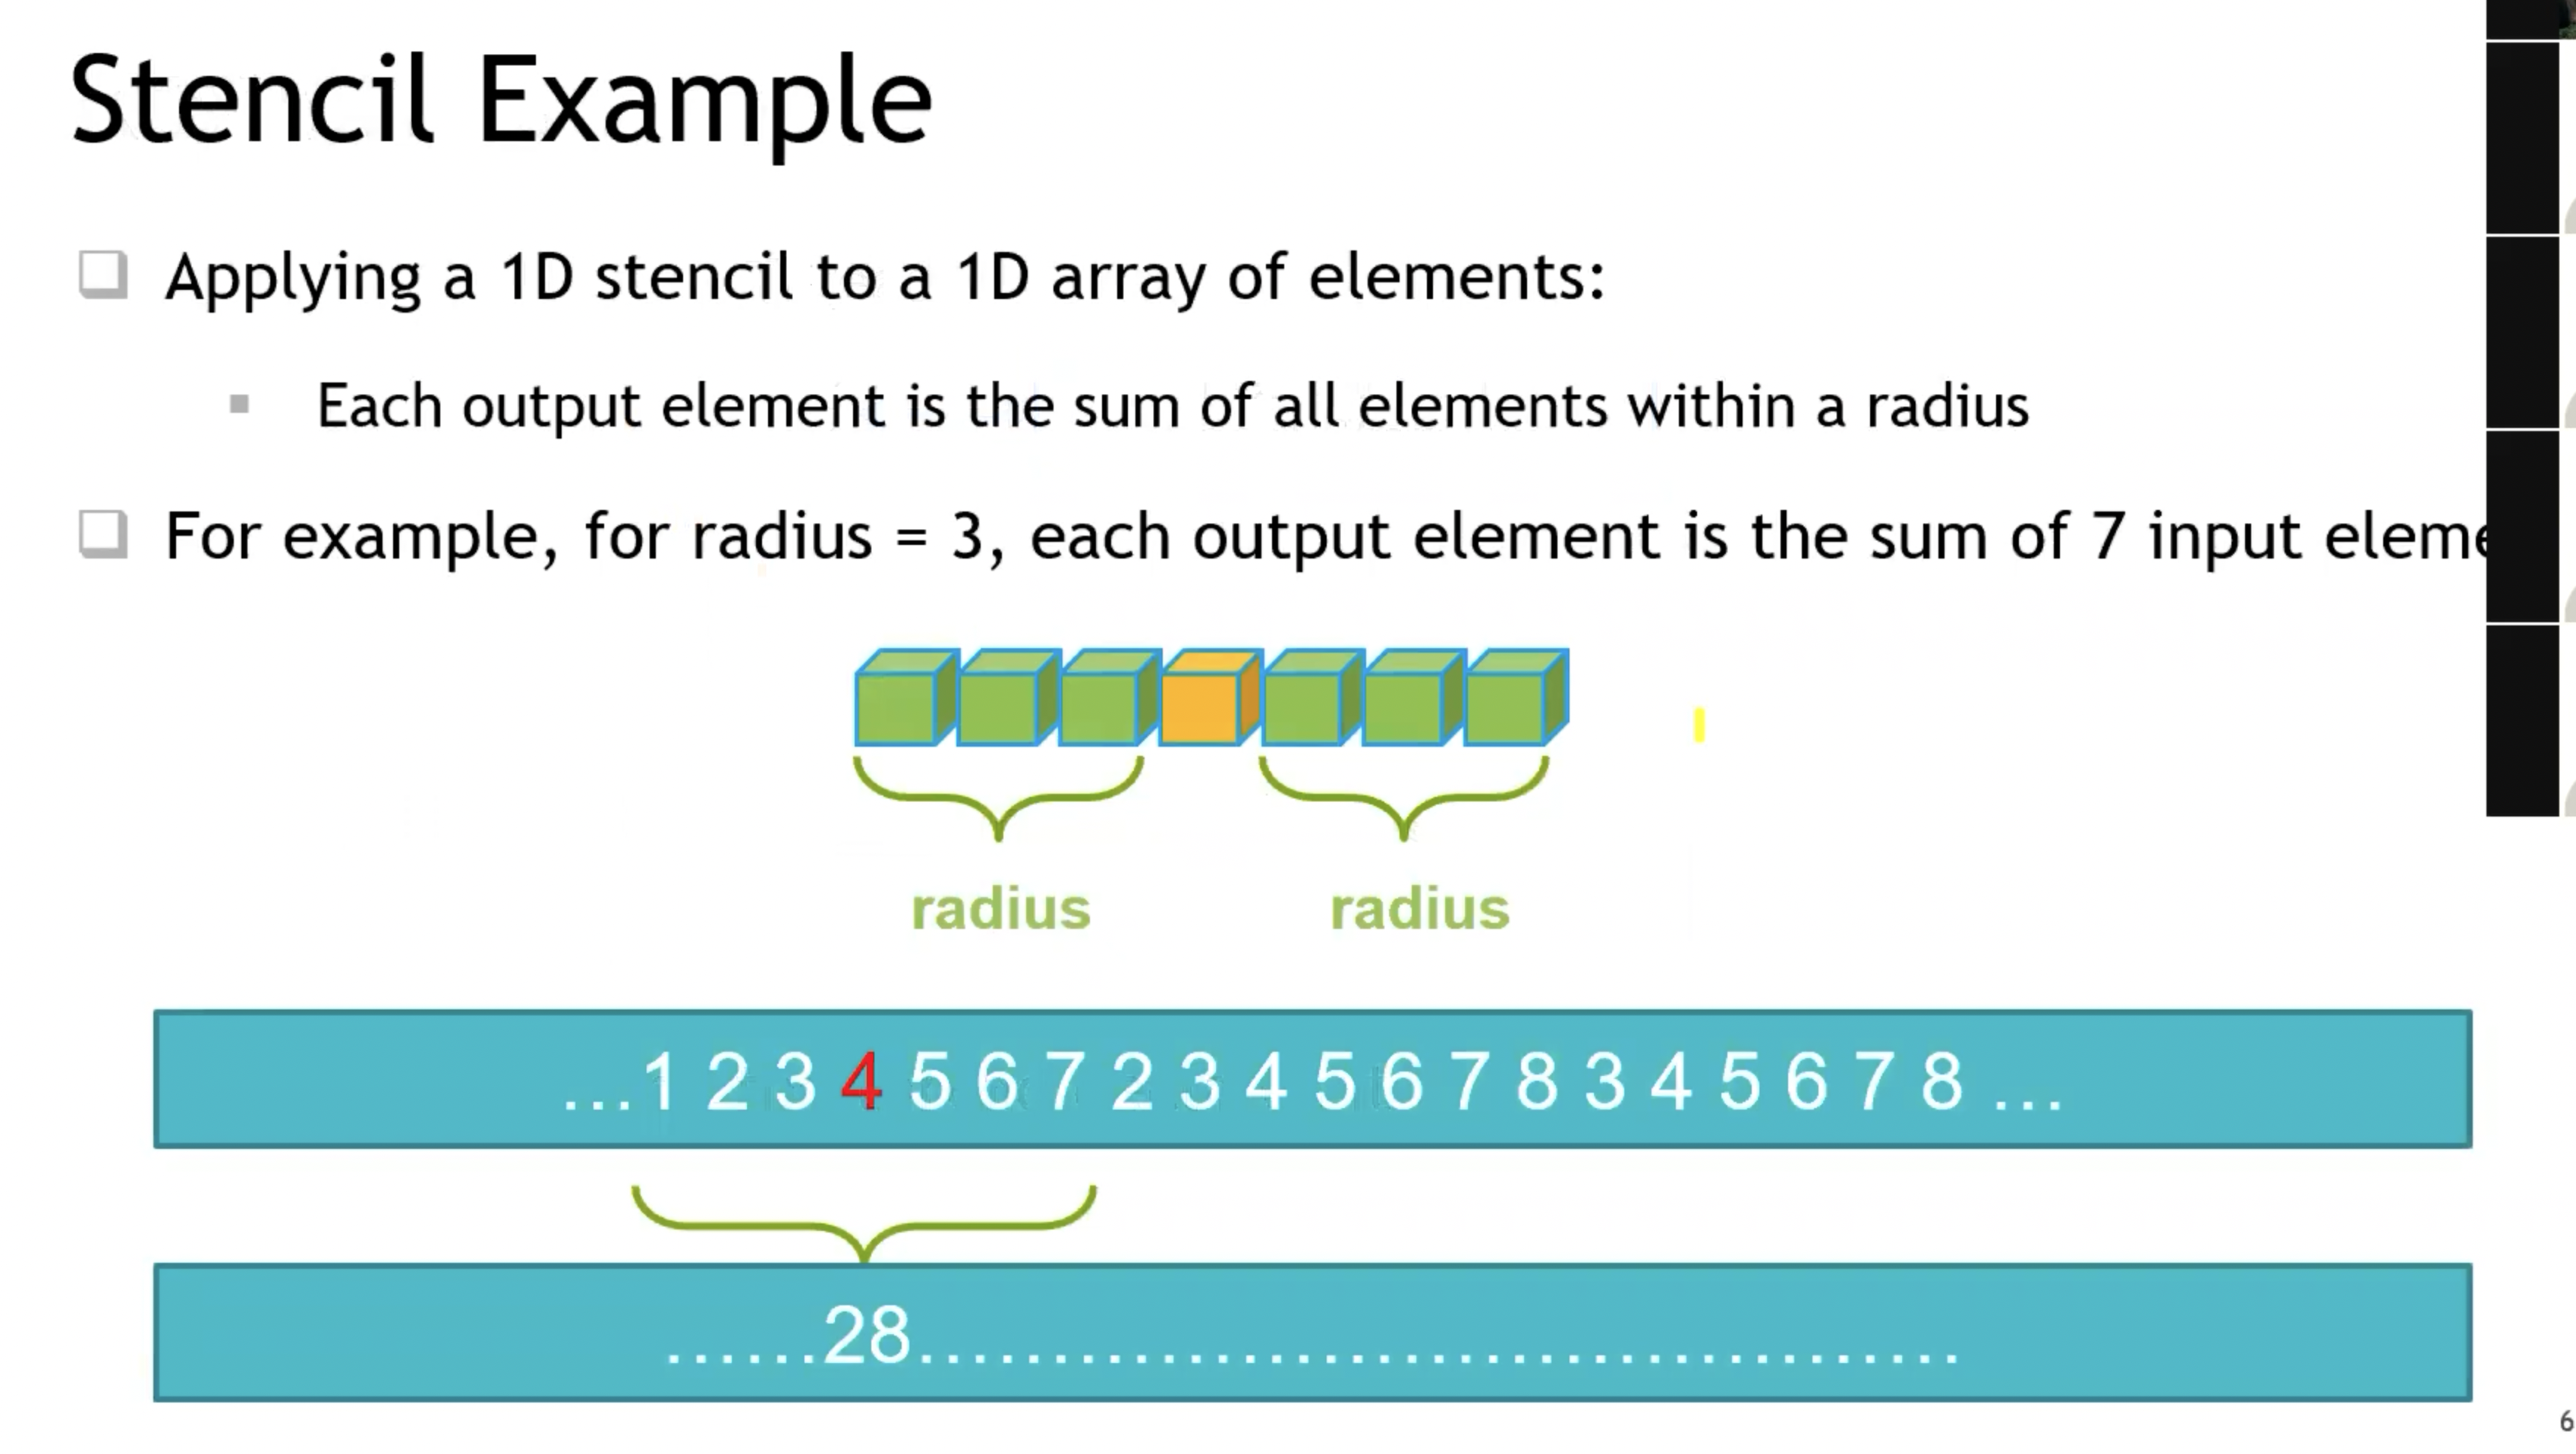 Stencil Example
Applying a 1D stencil to a 1D array of elements:
Each output element is the sum of all elements within a radius
For example, for radius = 3, each output element is the sum of 7 input
radius radius
...1 2 3 4 5 6 7 2 3 4 5 6 7 8 3 4 5 6 7 8 ...
......28.......................................
6